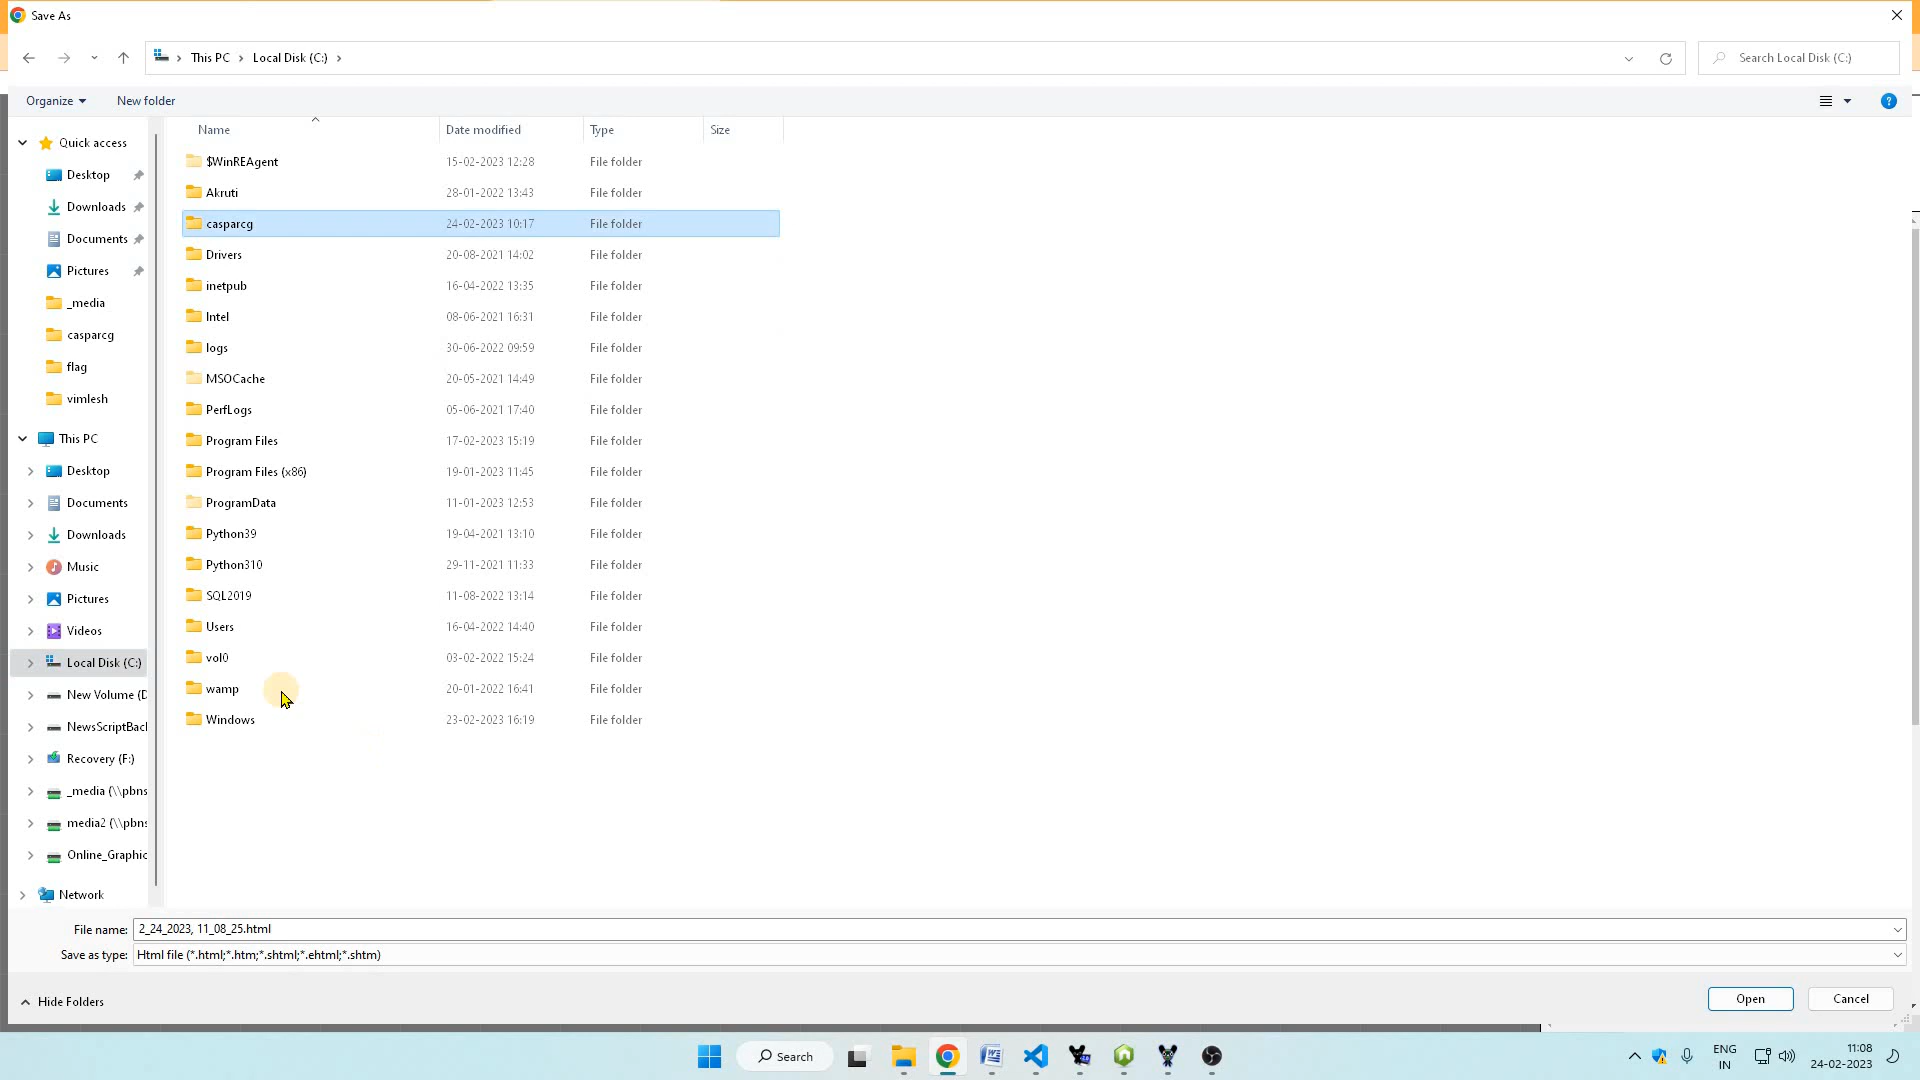 Save As
This PC Local Disk (C:)
Search Local Disk (C:)
Organize New folder
Name Date modified Type Size
Quick access
Desktop
Downloads
Documents
Pictures
_media
casparcg
flag
vimlesh
This PC
Desktop
Documents
Downloads
Music
Pictures
Videos
Local Disk (C:)
New Volume (D
NewsScriptBacl
Recovery (F:)
_media (\\pbns
media2 (\\pbns
Online_Graphic
Network
$WinREAgent 15-02-2023 12:28 File folder
Akruti 28-01-2022 13:43 File folder
casparcg 24-02-2023 10:17 File folder
Drivers 20-08-2021 14:02 File folder
inetpub 16-04-2022 13:35 File folder
Intel 08-06-2021 16:31 File folder
logs 30-06-2022 09:59 File folder
MSOCache 20-05-2021 14:49 File folder
PerfLogs 05-06-2021 17:40 File folder
Program Files 17-02-2023 15:19 File folder
Program Files (x86) 19-01-2023 11:45 File folder
ProgramData 11-01-2023 12:53 File folder
Python39 19-04-2021 13:10 File folder
Python310 29-11-2021 11:33 File folder
SQL2019 11-08-2022 13:14 File folder
Users 16-04-2022 14:40 File folder
vol0 03-02-2022 15:24 File folder
wamp 20-01-2022 16:41 File folder
Windows 23-02-2023 16:19 File folder
File name: 2_24_2023, 11_08_25.html
Save as type: Html file (*.html;*.htm;*.shtml;*.ehtml;*.shtm)
Hide Folders
Open Cancel
Search
ENG
IN
11:08
24-02-2023